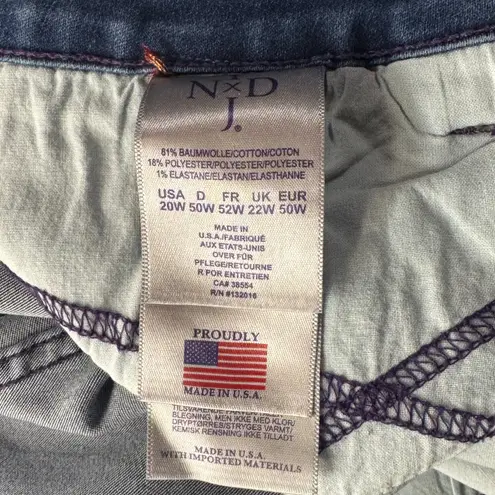 N×D
J.®
81% BAUMWOLLE/COTTON/COTTON
18% POLYESTER/POLYESTER/POLYESTER
1% ELASTANE/ELASTAN/ELASTHANNE
USA D FR UK EUR
20W 50W 52W 22W 50W
MADE IN
U.S.A./FABRIQUÉ
AUX ETATS-UNIS
OVER FÜR
PFLEGE/RETOURNE
R POR ENTRETIEN
CA# 38554
R/N #132016
PROUDLY
MADE IN U.S.A.
TILSVARENDE
BLEGNING, MEN IKKE MED KLOR/
DRYPTØRRES/STRYGES VARMT/
KEMISK RENSNING IKKE TILLADT
MADE IN U.S.A.
WITH IMPORTED MATERIALS